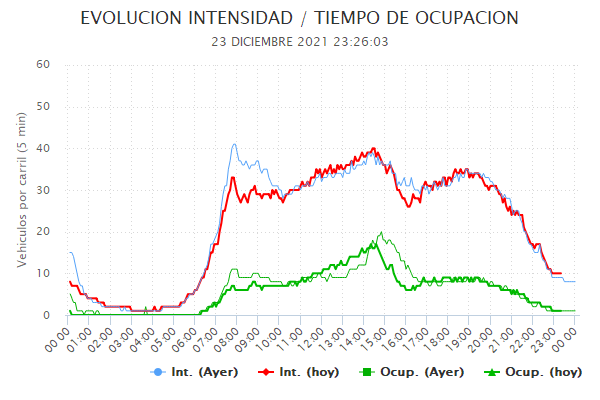 EVOLUCION INTENSIDAD / TIEMPO DE OCUPACION
23 DICIEMBRE 2021 23:26:03
Vehiculos por carril (5 min)
60
50
40
30
20
10
0
00:00 01:00 02:00 03:00 04:00 05:00 06:00 07:00 08:00 09:00 10:00 11:00 12:00 13:00 14:00 15:00 16:00 17:00 18:00 19:00 20:00 21:00 22:00 23:00 00:00
Int. (Ayer) Int. (hoy) Ocup. (Ayer) Ocup. (hoy)